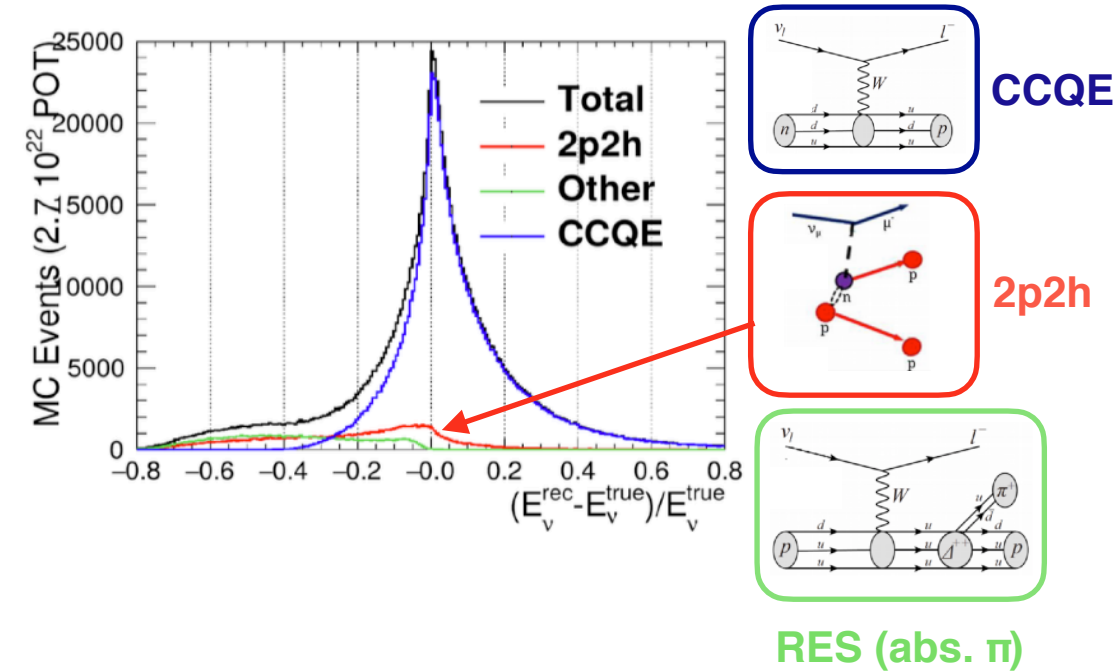 25000
20000
15000
10000
5000
0
MC Events (2.7 10²² POT)
Total
2p2h
Other
CCQE
−0.8 −0.6 −0.4 −0.2 −0.0 0.2 0.4 0.6 0.8
(E_ν^rec-E_ν^true)/E_ν^true
ν_l l⁻
W
d u
n d d p
u u
CCQE
ν_μ μ⁻
n p
p
p
2p2h
ν_l l⁻
W
π⁺
u
d̄
d u d
p u u Δ⁺⁺ u p
u u u
RES (abs. π)